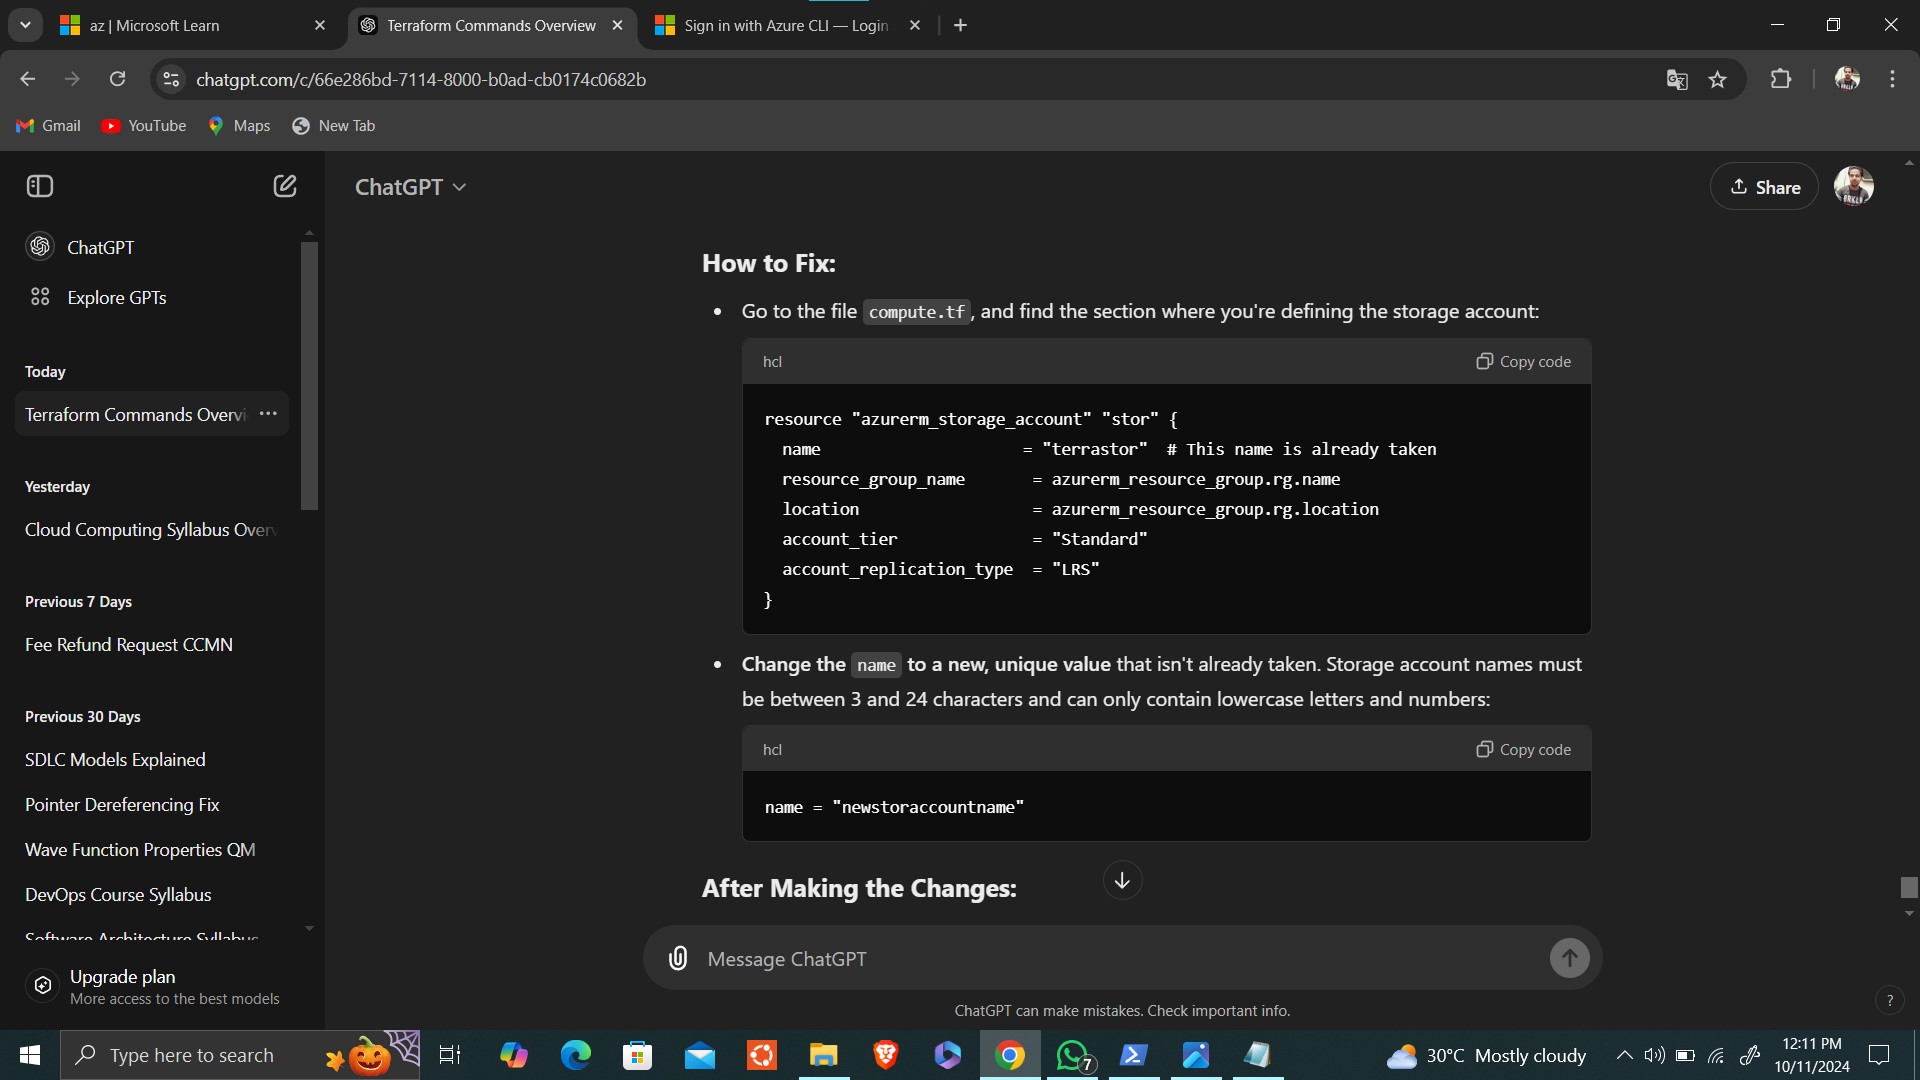 az | Microsoft Learn
Terraform Commands Overview
Sign in with Azure CLI — Login
chatgpt.com/c/66e286bd-7114-8000-b0ad-cb0174c0682b
Gmail
YouTube
Maps
New Tab
ChatGPT
Share
ChatGPT
Explore GPTs
Today
Terraform Commands Overvi
Yesterday
Cloud Computing Syllabus Overv
Previous 7 Days
Fee Refund Request CCMN
Previous 30 Days
SDLC Models Explained
Pointer Dereferencing Fix
Wave Function Properties QM
DevOps Course Syllabus
Software Architecture Syllabus
Upgrade plan
More access to the best models
How to Fix:
• Go to the file compute.tf, and find the section where you're defining the storage account:
hcl
Copy code
resource "azurerm_storage_account" "stor" {
name = "terrastor" # This name is already taken
resource_group_name = azurerm_resource_group.rg.name
location = azurerm_resource_group.rg.location
account_tier = "Standard"
account_replication_type = "LRS"
}
• Change the name to a new, unique value that isn't already taken. Storage account names must
be between 3 and 24 characters and can only contain lowercase letters and numbers:
hcl
Copy code
name = "newstoraccountname"
After Making the Changes:
Message ChatGPT
ChatGPT can make mistakes. Check important info.
?
Type here to search
7
30°C Mostly cloudy
12:11 PM
10/11/2024